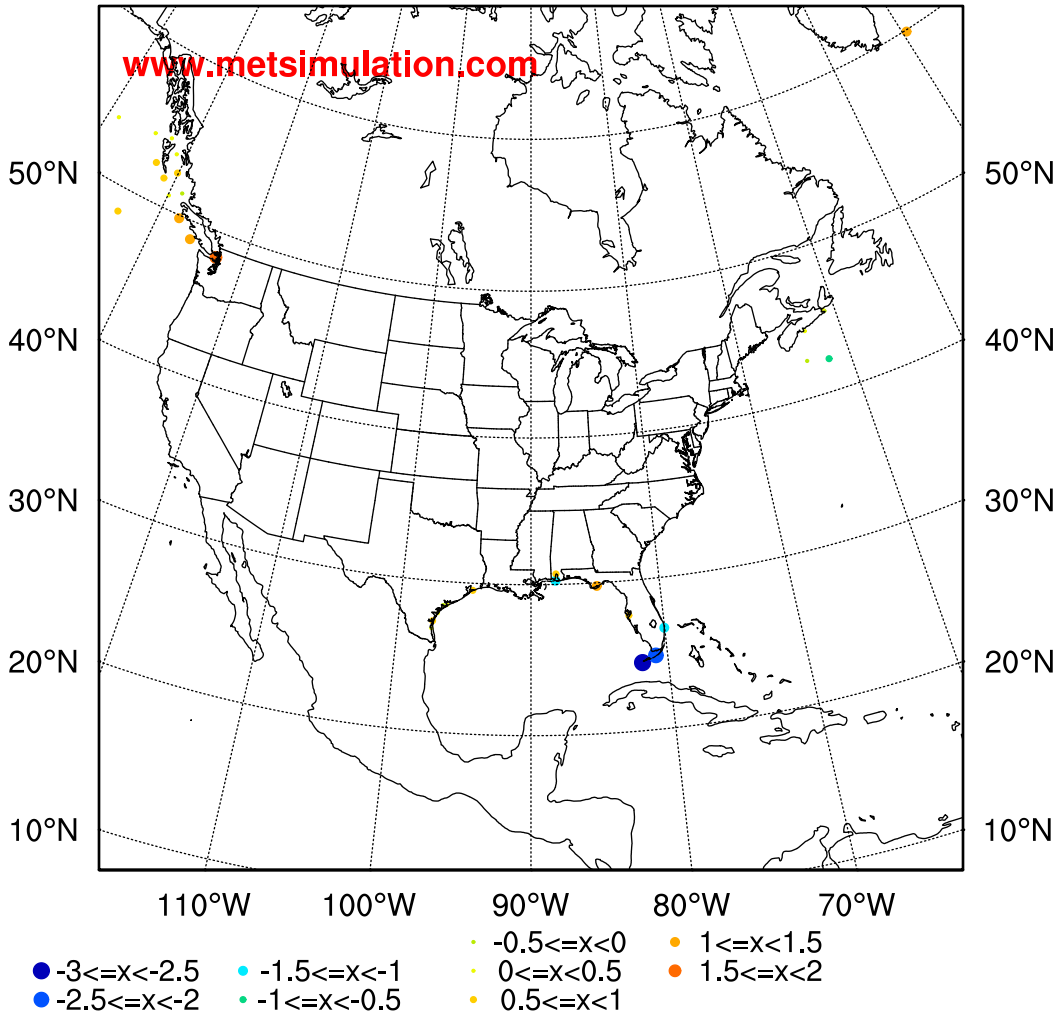 www.metsimulation.com
50°N 50°N
40°N 40°N
30°N 30°N
20°N 20°N
10°N 10°N
110°W 100°W 90°W 80°W 70°W
-0.5<=x<0 1<=x<1.5
-3<=x<-2.5 -1.5<=x<-1 0<=x<0.5 1.5<=x<2
-2.5<=x<-2 -1<=x<-0.5 0.5<=x<1